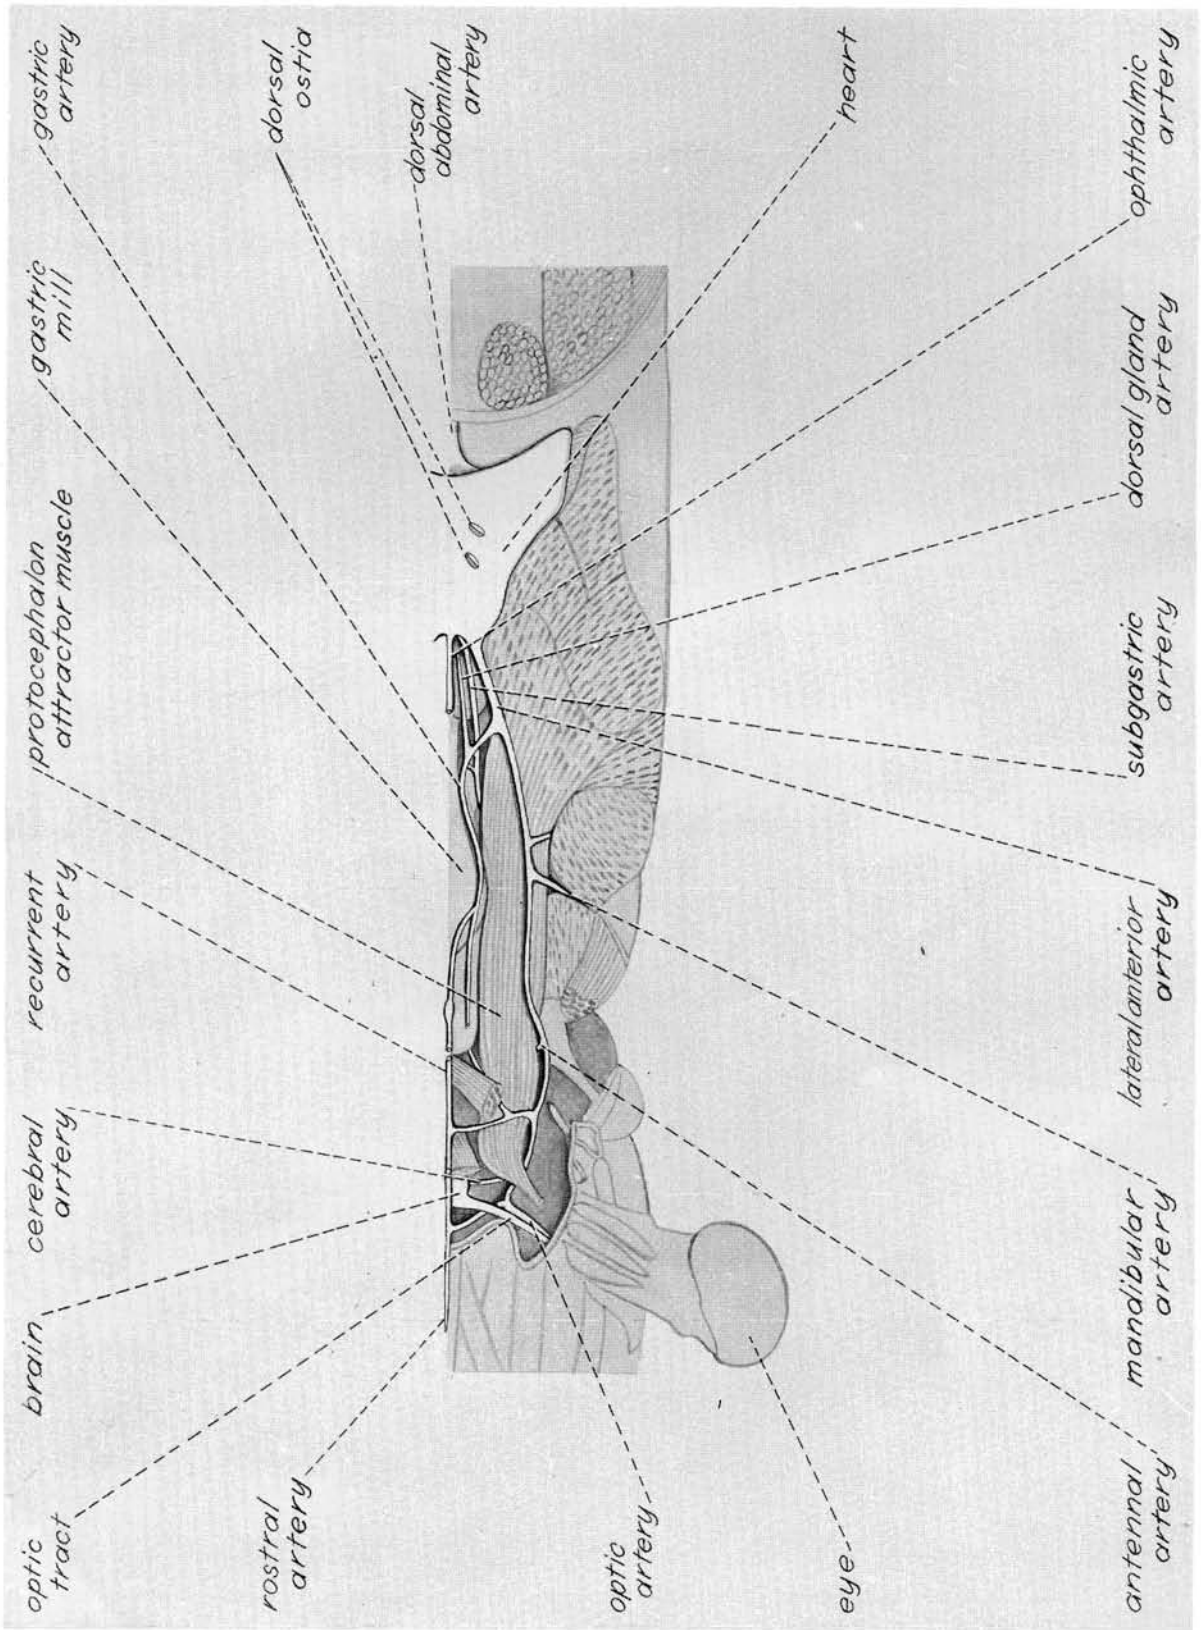 optic
tract
brain
cerebral
artery
recurrent
artery
protocephalon
attractor muscle
gastric
mill
gastric
artery
rostral
artery
dorsal
ostia
optic
artery
dorsal
abdominal
artery
eye
heart
antennal
artery
mandibular
artery
lateral anterior
artery
subgastric
artery
dorsal gland
artery
ophthalmic
artery